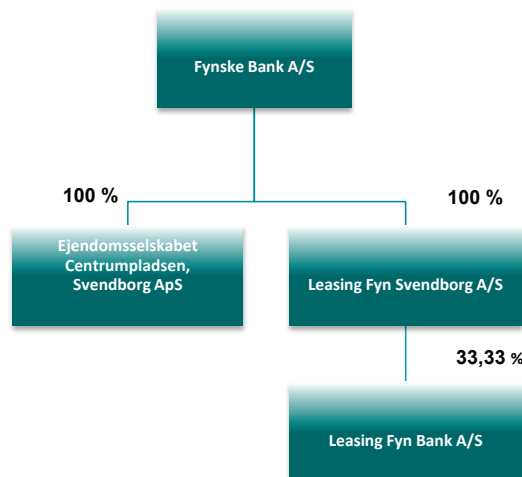 Fynske Bank A/S
100 %
100 %
Ejendomsselskabet
Centrumpladsen,
Svendborg ApS
Leasing Fyn Svendborg A/S
33,33 %
Leasing Fyn Bank A/S